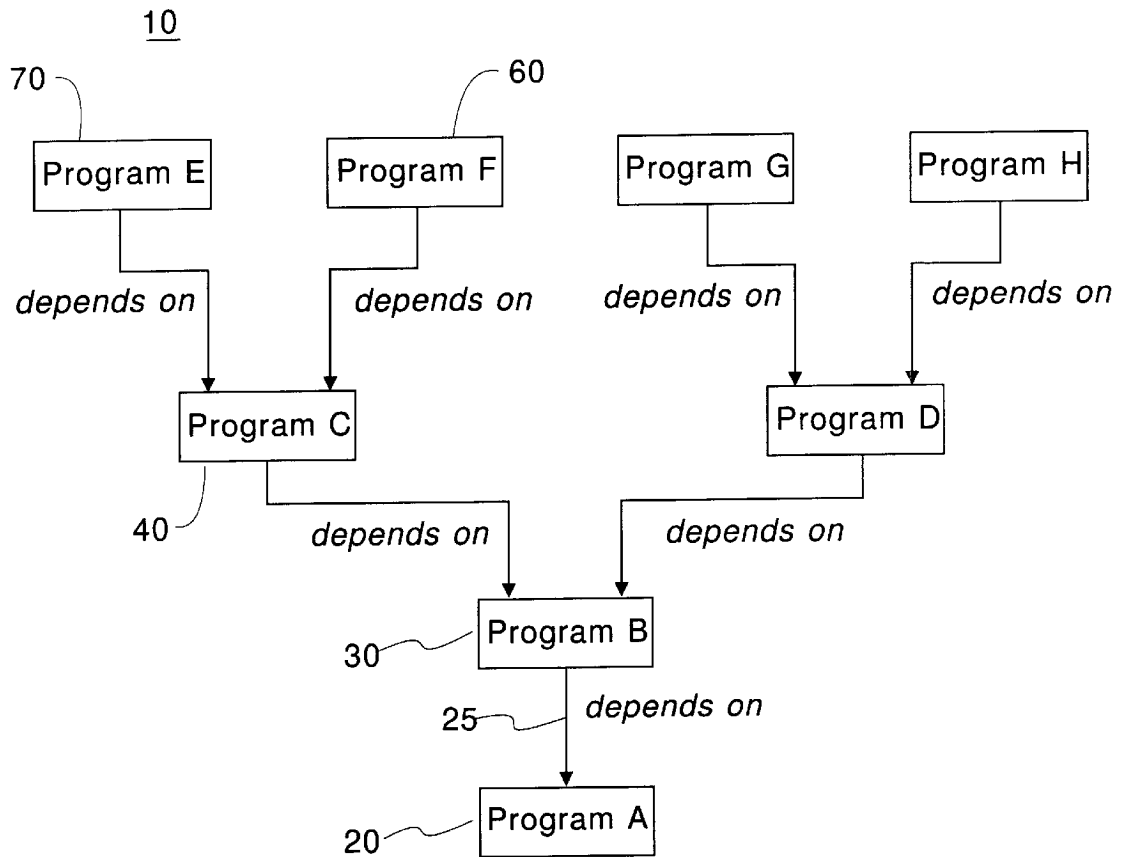 10
70
60
Program E
Program F
Program G
Program H
depends on
depends on
depends on
depends on
Program C
Program D
40
depends on
depends on
Program B
30
25
depends on
Program A
20